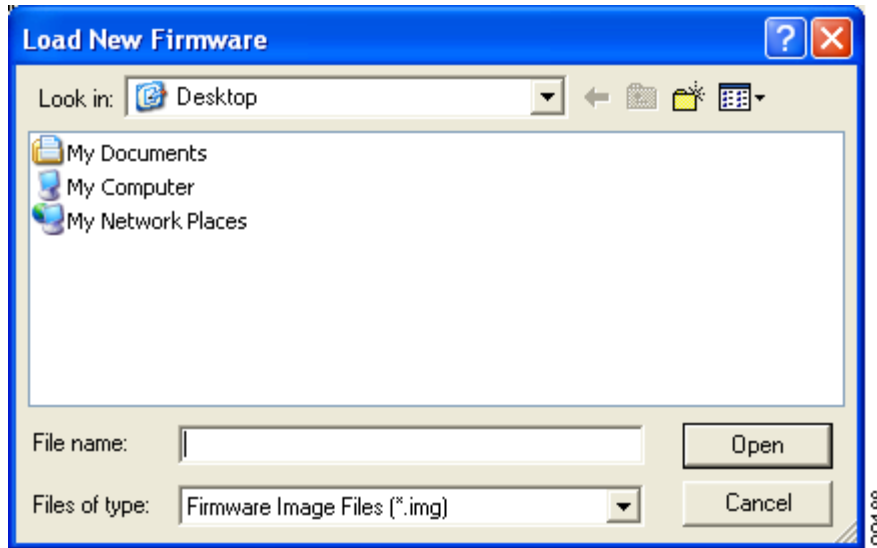 Load New Firmware
Look in: Desktop
My Documents
My Computer
My Network Places
File name:
Open
Files of type: Firmware Image Files (*.img)
Cancel